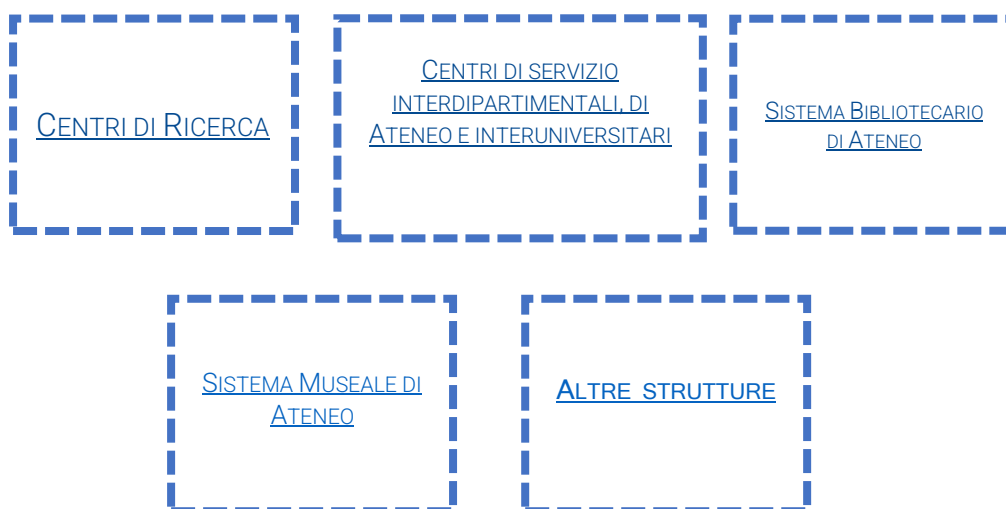 CENTRI DI RICERCA
CENTRI DI SERVIZIO
INTERDIPARTIMENTALI, DI
ATENEO E INTERUNIVERSITARI
SISTEMA BIBLIOTECARIO
DI ATENEO
SISTEMA MUSEALE DI
ATENEO
ALTRE STRUTTURE